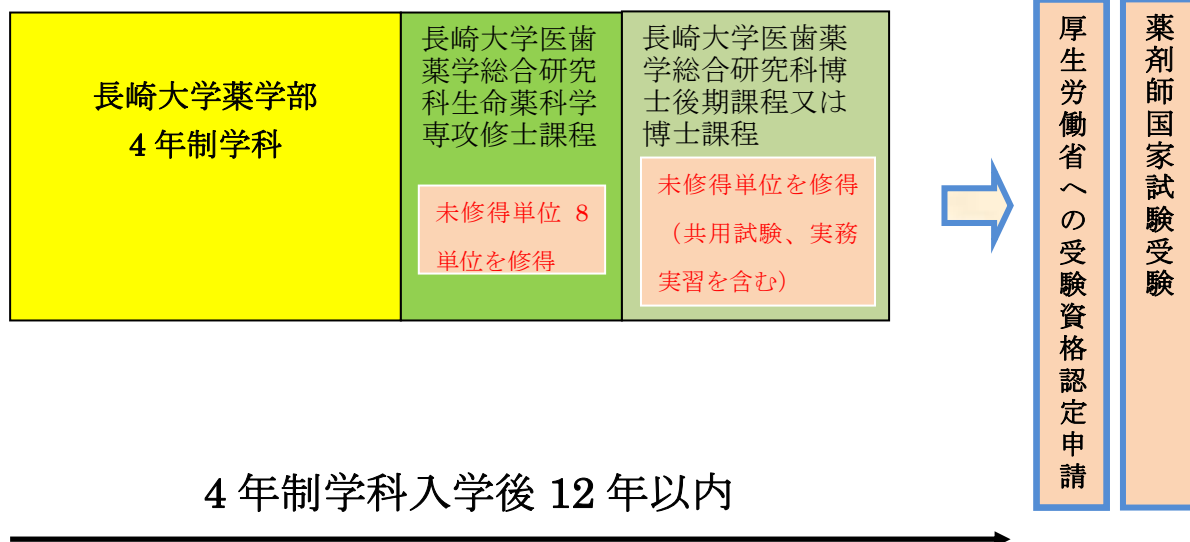 長崎大学薬学部
4 年制学科
長崎大学医歯
薬学総合研究
科生命薬科学
専攻修士課程
未修得単位 8
単位を修得
長崎大学医歯薬
学総合研究科博
士後期課程又は
博士課程
未修得単位を修得
（共用試験、実務
実習を含む）
厚生労働省への受験資格認定申請
薬剤師国家試験受験
4 年制学科入学後 12 年以内